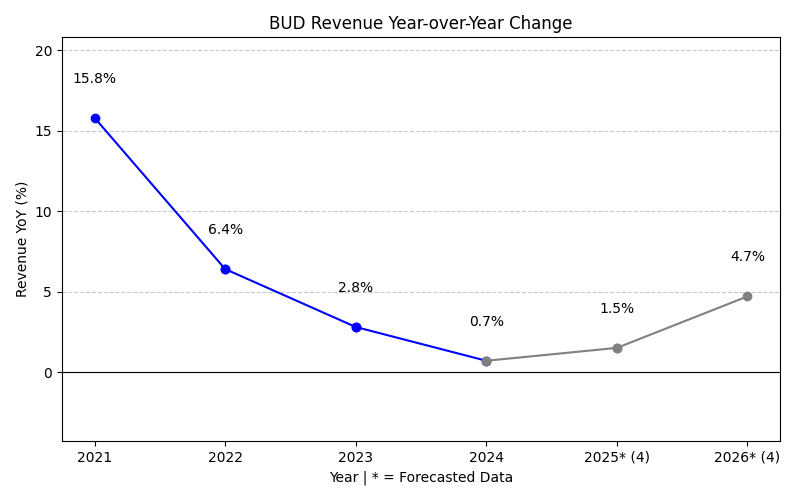 BUD Revenue Year-over-Year Change
20
15
10
5
0
Revenue YoY (%)
15.8%
6.4%
2.8%
0.7%
1.5%
4.7%
2021 2022 2023 2024 2025* (4) 2026* (4)
Year | * = Forecasted Data